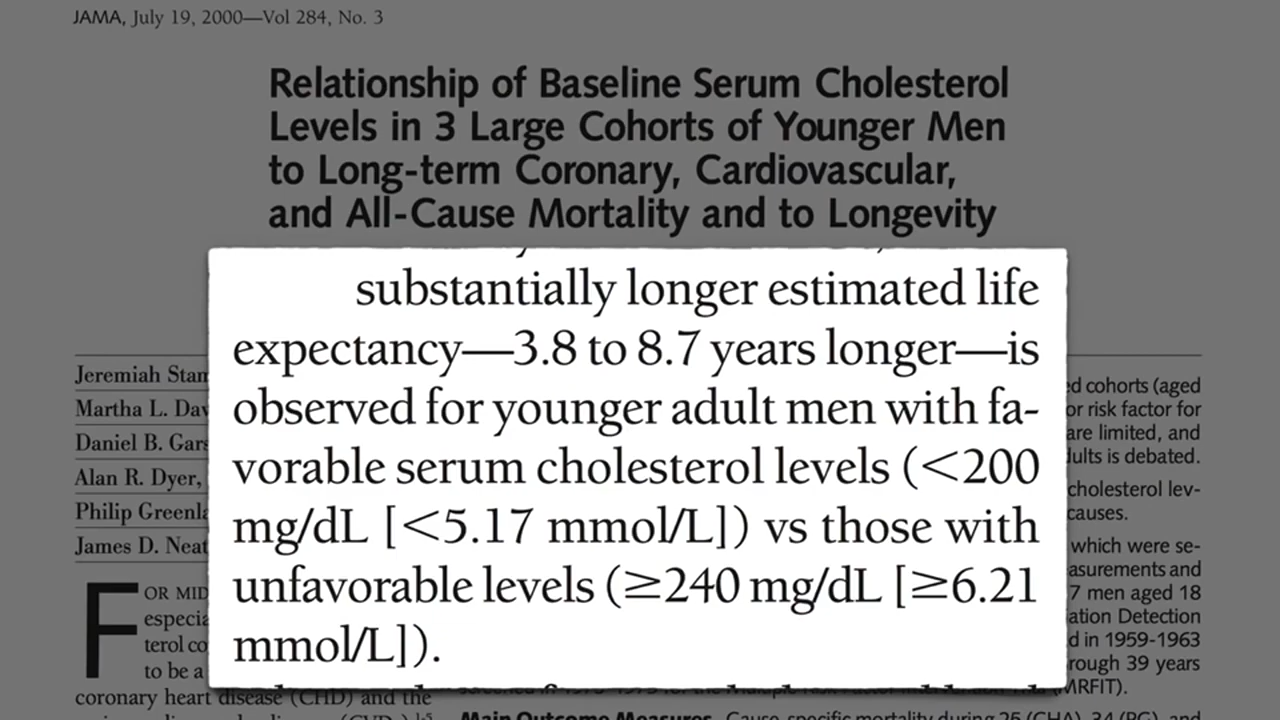 JAMA, July 19, 2000—Vol 284, No. 3
Relationship of Baseline Serum Cholesterol
Levels in 3 Large Cohorts of Younger Men
to Long-term Coronary, Cardiovascular,
and All-Cause Mortality and to Longevity
substantially longer estimated life
expectancy—3.8 to 8.7 years longer—is
observed for younger adult men with fa-
vorable serum cholesterol levels (<200
mg/dL [<5.17 mmol/L]) vs those with
unfavorable levels (≥240 mg/dL [≥6.21
mmol/L]).
Jeremiah Stam
Martha L. Dav
Daniel B. Gars
Alan R. Dyer,
Philip Greenla
James D. Neat
FOR MID
especia
terol co
to be a
coronary heart disease (CHD) and the
ed cohorts (aged
or risk factor for
are limited, and
dults is debated.
cholesterol lev-
causes.
which were se-
asurements and
7 men aged 18
ation Detection
d in 1959-1963
rough 39 years
MRFIT).
Main Outcome Measures Cause-specific mortality during 25 (CHA), 34 (PG), and